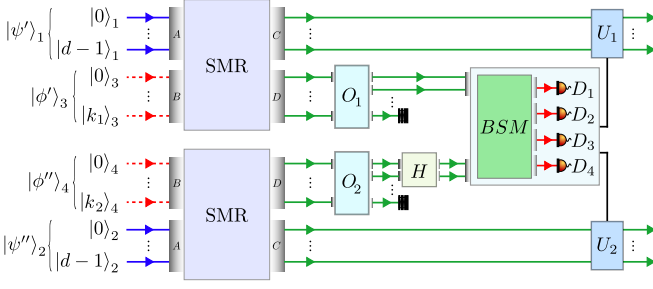 |ψ′⟩₁ |0⟩₁ A SMR C U₁
⋮
|d−1⟩₁
|ϕ′⟩₃ |0⟩₃ B D O₁ BSM D₁
⋮ D₂
|k₁⟩₃ D₃
|ϕ″⟩₄ |0⟩₄ B SMR D O₂ H D₄
⋮
|k₂⟩₄
|ψ″⟩₂ |0⟩₂ A C U₂
⋮
|d−1⟩₂